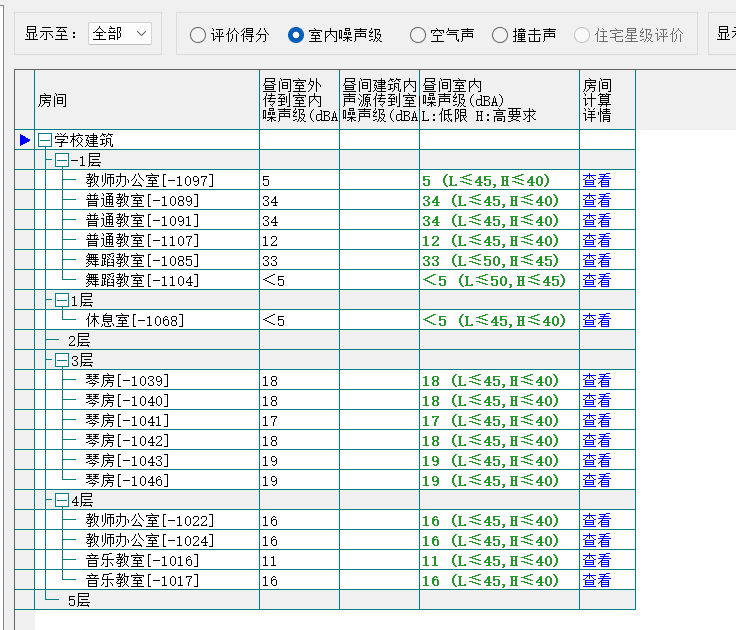 显示至： 全部 评价得分 室内噪声级 空气声 撞击声 住宅星级评价 显
房间 昼间室外 昼间建筑内 昼间室内 房间
传到室内 声源传到室 噪声级(dBA) 计算
噪声级(dBA 噪声级(dBA L:低限 H:高要求 详情
学校建筑
-1层
教师办公室[-1097] 5 5 (L≤45,H≤40) 查看
普通教室[-1089] 34 34 (L≤45,H≤40) 查看
普通教室[-1091] 34 34 (L≤45,H≤40) 查看
普通教室[-1107] 12 12 (L≤45,H≤40) 查看
舞蹈教室[-1085] 33 33 (L≤50,H≤45) 查看
舞蹈教室[-1104] <5 <5 (L≤50,H≤45) 查看
1层
休息室[-1068] <5 <5 (L≤45,H≤40) 查看
2层
3层
琴房[-1039] 18 18 (L≤45,H≤40) 查看
琴房[-1040] 18 18 (L≤45,H≤40) 查看
琴房[-1041] 17 17 (L≤45,H≤40) 查看
琴房[-1042] 18 18 (L≤45,H≤40) 查看
琴房[-1043] 19 19 (L≤45,H≤40) 查看
琴房[-1046] 19 19 (L≤45,H≤40) 查看
4层
教师办公室[-1022] 16 16 (L≤45,H≤40) 查看
教师办公室[-1024] 16 16 (L≤45,H≤40) 查看
音乐教室[-1016] 11 11 (L≤45,H≤40) 查看
音乐教室[-1017] 16 16 (L≤45,H≤40) 查看
5层